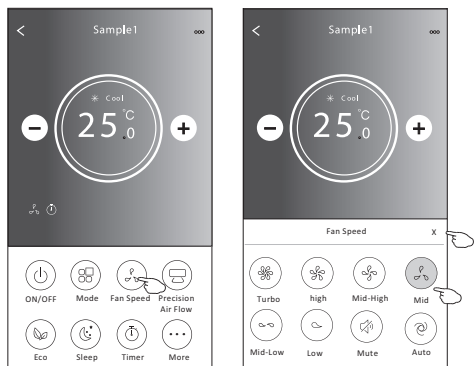 Sample1
Cool
25.0°C
ON/OFF
Mode
Fan Speed
Precision
Air Flow
Eco
Sleep
Timer
More
Sample1
Cool
25.0°C
Fan Speed
X
Turbo
high
Mid-High
Mid
Mid-Low
Low
Mute
Auto